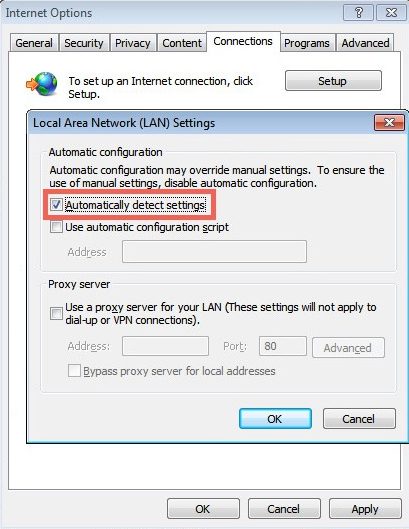 Internet Options
General Security Privacy Content Connections Programs Advanced
To set up an Internet connection, click
Setup.
Setup
Local Area Network (LAN) Settings
Automatic configuration
Automatic configuration may override manual settings. To ensure the
use of manual settings, disable automatic configuration.
Automatically detect settings
Use automatic configuration script
Address
Proxy server
Use a proxy server for your LAN (These settings will not apply to
dial-up or VPN connections).
Address: Port: 80 Advanced
Bypass proxy server for local addresses
OK Cancel
OK Cancel Apply